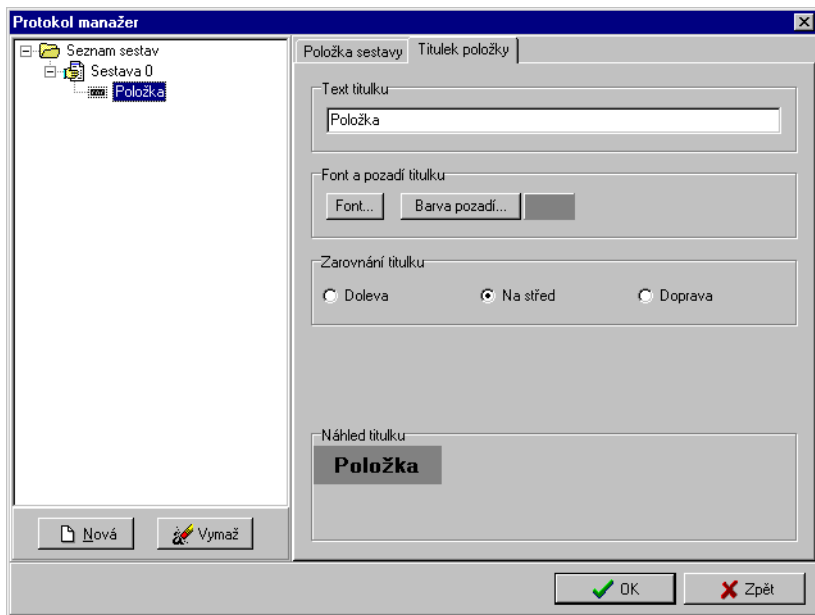 Protokol manažer
Seznam sestav
Sestava 0
Položka
Nová
Vymaž
Položka sestavy
Titulek položky
Text titulku
Položka
Font a pozadí titulku
Font...
Barva pozadí...
Zarovnání titulku
Doleva
Na střed
Doprava
Náhled titulku
Položka
OK
Zpět